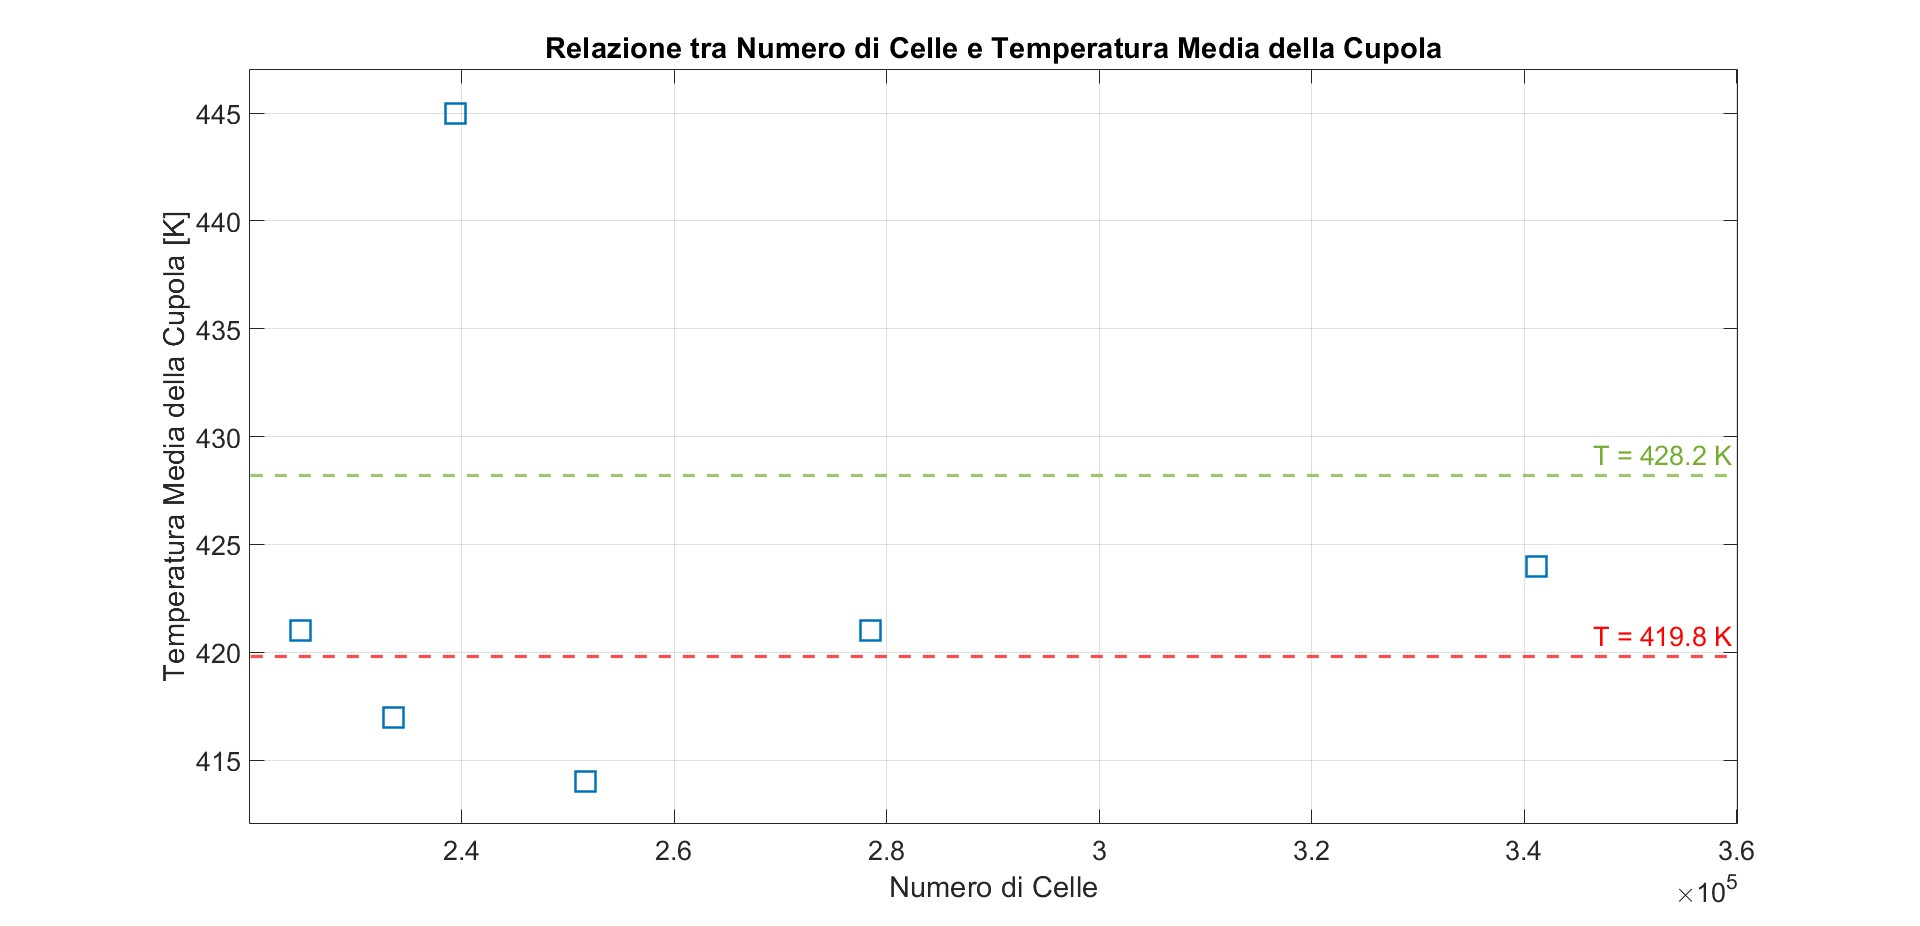 Relazione tra Numero di Celle e Temperatura Media della Cupola
Temperatura Media della Cupola [K]
445
440
435
430
425
420
415
T = 428.2 K
T = 419.8 K
2.4 2.6 2.8 3 3.2 3.4 3.6
Numero di Celle
×10⁵